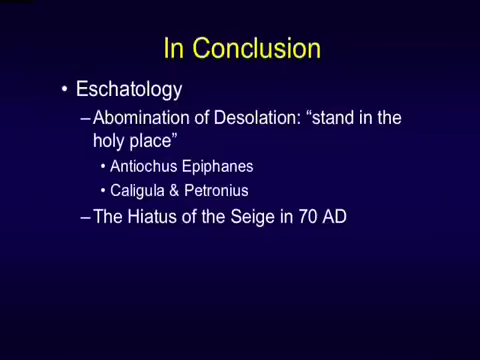 In Conclusion
• Eschatology
–Abomination of Desolation: “stand in the
holy place”
• Antiochus Epiphanes
• Caligula & Petronius
–The Hiatus of the Seige in 70 AD